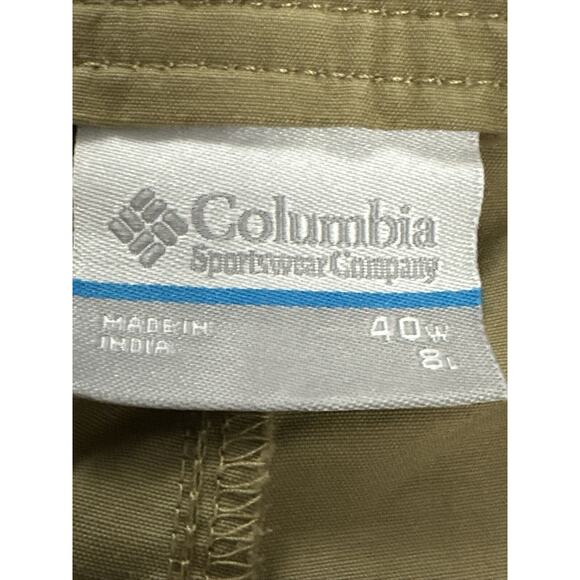 Columbia
Sportswear Company
MADE IN
INDIA
40W
8L